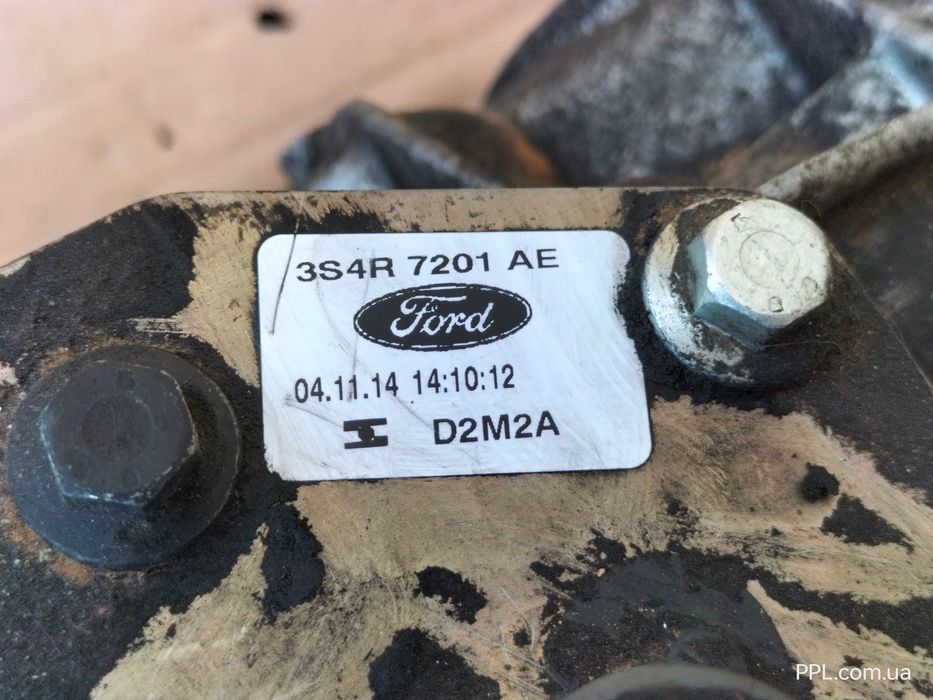 3S4R 7201 AE
Ford
04.11.14 14:10:12
D2M2A
PPL.com.ua